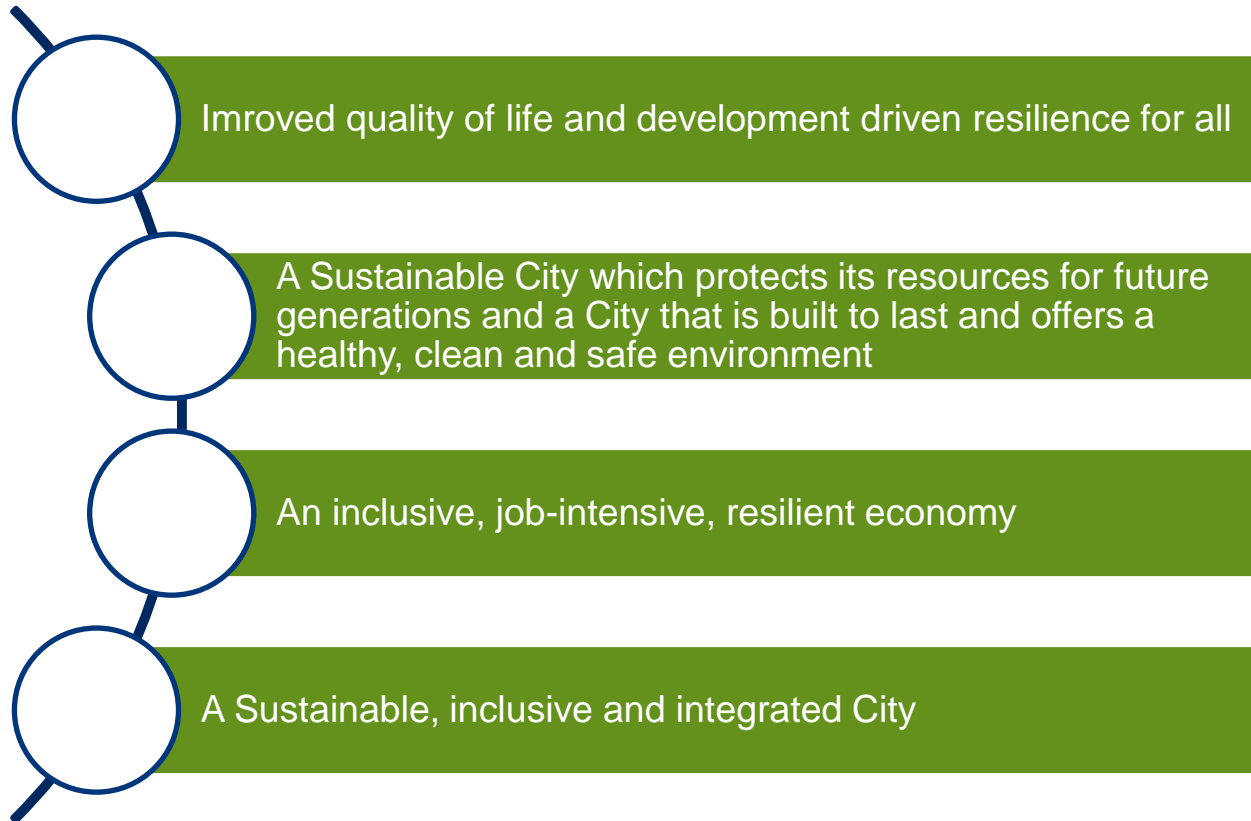 Imroved quality of life and development driven resilience for all
A Sustainable City which protects its resources for future
generations and a City that is built to last and offers a
healthy, clean and safe environment
An inclusive, job-intensive, resilient economy
A Sustainable, inclusive and integrated City